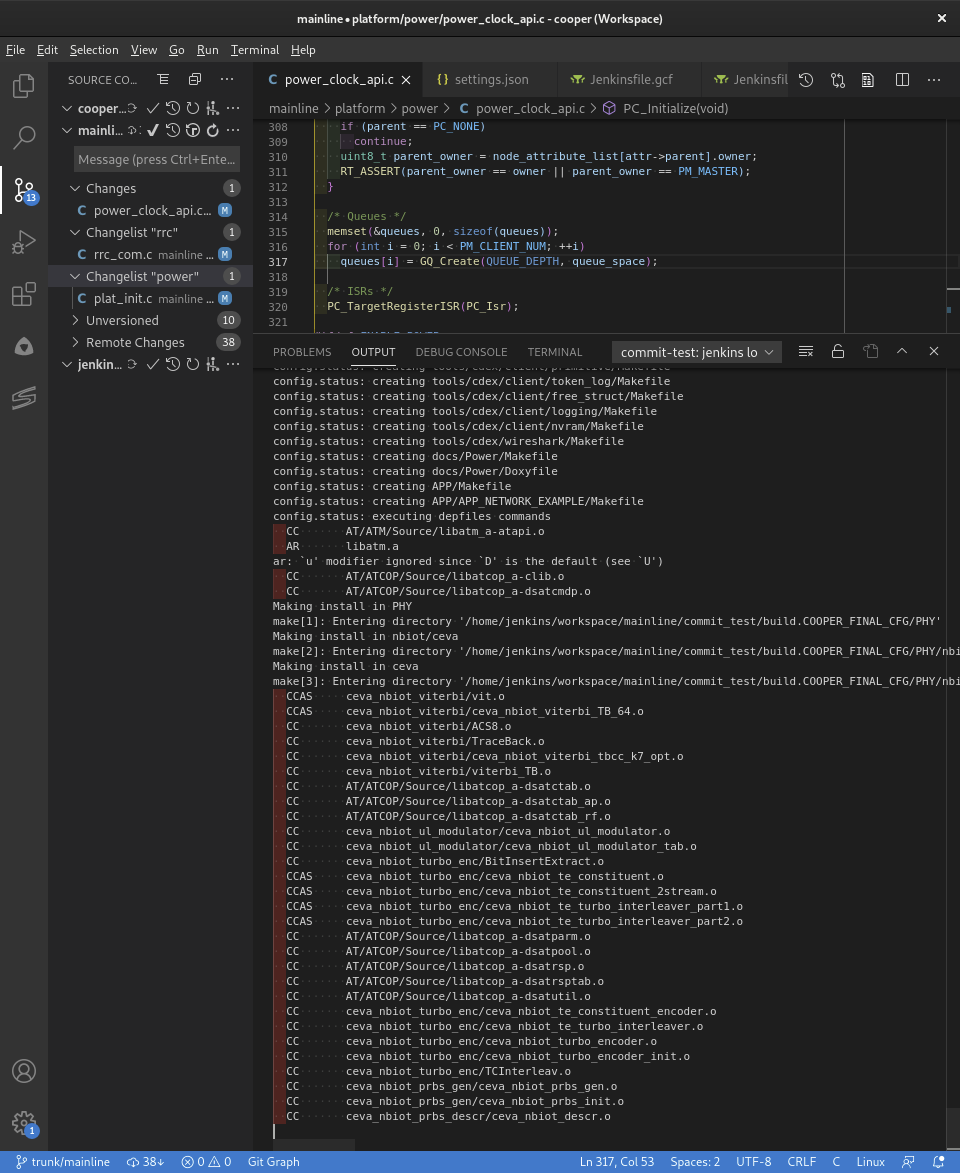 mainline • platform/power/power_clock_api.c - cooper (Workspace)
File Edit Selection View Go Run Terminal Help
SOURCE CO...
power_clock_api.c
settings.json
Jenkinsfile.gcf
Jenkinsfil
cooper...
mainli...
Message (press Ctrl+Ente...
Changes 1
power_clock_api.c... M
Changelist "rrc" 1
rrc_com.c mainline ... M
Changelist "power" 1
plat_init.c mainline ... M
Unversioned 10
Remote Changes 38
jenkin...
13
1
mainline > platform > power > power_clock_api.c > PC_Initialize(void)
308 if (parent == PC_NONE)
309 continue;
310 uint8_t parent_owner = node_attribute_list[attr->parent].owner;
311 RT_ASSERT(parent_owner == owner || parent_owner == PM_MASTER);
312 }
313
314 /* Queues */
315 memset(&queues, 0, sizeof(queues));
316 for (int i = 0; i < PM_CLIENT_NUM; ++i)
317 queues[i] = GQ_Create(QUEUE_DEPTH, queue_space);
318
319 /* ISRs */
320 PC_TargetRegisterISR(PC_Isr);
321
PROBLEMS OUTPUT DEBUG CONSOLE TERMINAL commit-test: jenkins lo
config.status: creating tools/cdex/client/primitive/Makefile
config.status: creating tools/cdex/client/token_log/Makefile
config.status: creating tools/cdex/client/free_struct/Makefile
config.status: creating tools/cdex/client/logging/Makefile
config.status: creating tools/cdex/client/nvram/Makefile
config.status: creating tools/cdex/wireshark/Makefile
config.status: creating docs/Power/Makefile
config.status: creating docs/Power/Doxyfile
config.status: creating APP/Makefile
config.status: creating APP/APP_NETWORK_EXAMPLE/Makefile
config.status: executing depfiles commands
CC AT/ATM/Source/libatm_a-atapi.o
AR libatm.a
ar: `u' modifier ignored since `D' is the default (see `U')
CC AT/ATCOP/Source/libatcop_a-clib.o
CC AT/ATCOP/Source/libatcop_a-dsatcmdp.o
Making install in PHY
make[1]: Entering directory '/home/jenkins/workspace/mainline/commit_test/build.COOPER_FINAL_CFG/PHY'
Making install in nbiot/ceva
make[2]: Entering directory '/home/jenkins/workspace/mainline/commit_test/build.COOPER_FINAL_CFG/PHY/nbi
Making install in ceva
make[3]: Entering directory '/home/jenkins/workspace/mainline/commit_test/build.COOPER_FINAL_CFG/PHY/nbi
CCAS ceva_nbiot_viterbi/vit.o
CCAS ceva_nbiot_viterbi/ceva_nbiot_viterbi_TB_64.o
CC ceva_nbiot_viterbi/ACS8.o
CC ceva_nbiot_viterbi/TraceBack.o
CC ceva_nbiot_viterbi/ceva_nbiot_viterbi_tbcc_k7_opt.o
CC ceva_nbiot_viterbi/viterbi_TB.o
CC AT/ATCOP/Source/libatcop_a-dsatctab.o
CC AT/ATCOP/Source/libatcop_a-dsatctab_ap.o
CC AT/ATCOP/Source/libatcop_a-dsatctab_rf.o
CC ceva_nbiot_ul_modulator/ceva_nbiot_ul_modulator.o
CC ceva_nbiot_ul_modulator/ceva_nbiot_ul_modulator_tab.o
CC ceva_nbiot_turbo_enc/BitInsertExtract.o
CCAS ceva_nbiot_turbo_enc/ceva_nbiot_te_constituent.o
CCAS ceva_nbiot_turbo_enc/ceva_nbiot_te_constituent_2stream.o
CCAS ceva_nbiot_turbo_enc/ceva_nbiot_te_turbo_interleaver_part1.o
CCAS ceva_nbiot_turbo_enc/ceva_nbiot_te_turbo_interleaver_part2.o
CC AT/ATCOP/Source/libatcop_a-dsatparm.o
CC AT/ATCOP/Source/libatcop_a-dsatpool.o
CC AT/ATCOP/Source/libatcop_a-dsatrsp.o
CC AT/ATCOP/Source/libatcop_a-dsatrsptab.o
CC AT/ATCOP/Source/libatcop_a-dsatutil.o
CC ceva_nbiot_turbo_enc/ceva_nbiot_te_constituent_encoder.o
CC ceva_nbiot_turbo_enc/ceva_nbiot_te_turbo_interleaver.o
CC ceva_nbiot_turbo_enc/ceva_nbiot_turbo_encoder.o
CC ceva_nbiot_turbo_enc/ceva_nbiot_turbo_encoder_init.o
CC ceva_nbiot_turbo_enc/TCInterleav.o
CC ceva_nbiot_prbs_gen/ceva_nbiot_prbs_gen.o
CC ceva_nbiot_prbs_gen/ceva_nbiot_prbs_init.o
CC ceva_nbiot_prbs_descr/ceva_nbiot_descr.o
trunk/mainline 38↓ 0 0 Git Graph Ln 317, Col 53 Spaces: 2 UTF-8 CRLF C Linux